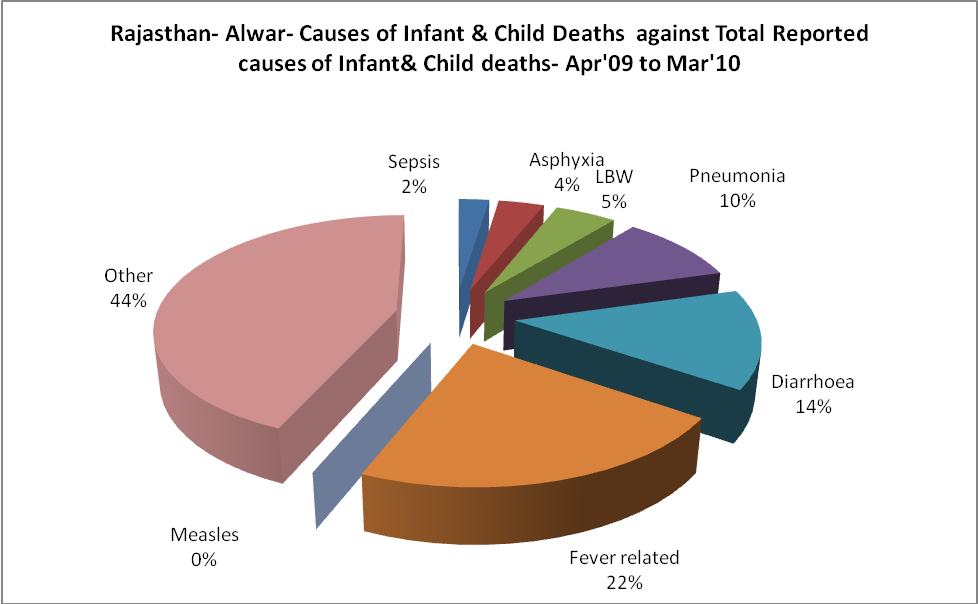 Rajasthan- Alwar- Causes of Infant & Child Deaths  against Total Reported
causes of Infant& Child deaths- Apr'09 to Mar'10
Sepsis
2%
Asphyxia
4%
LBW
5%
Pneumonia
10%
Other
44%
Diarrhoea
14%
Measles
0%
Fever related
22%